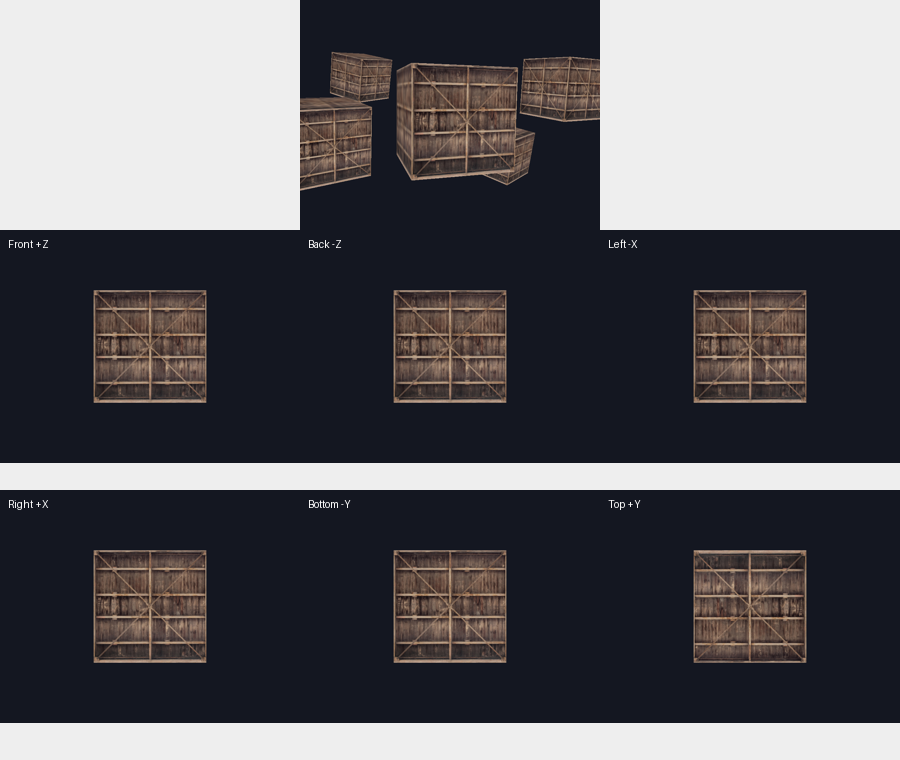 Front +Z
Back -Z
Left -X
Right +X
Bottom -Y
Top +Y